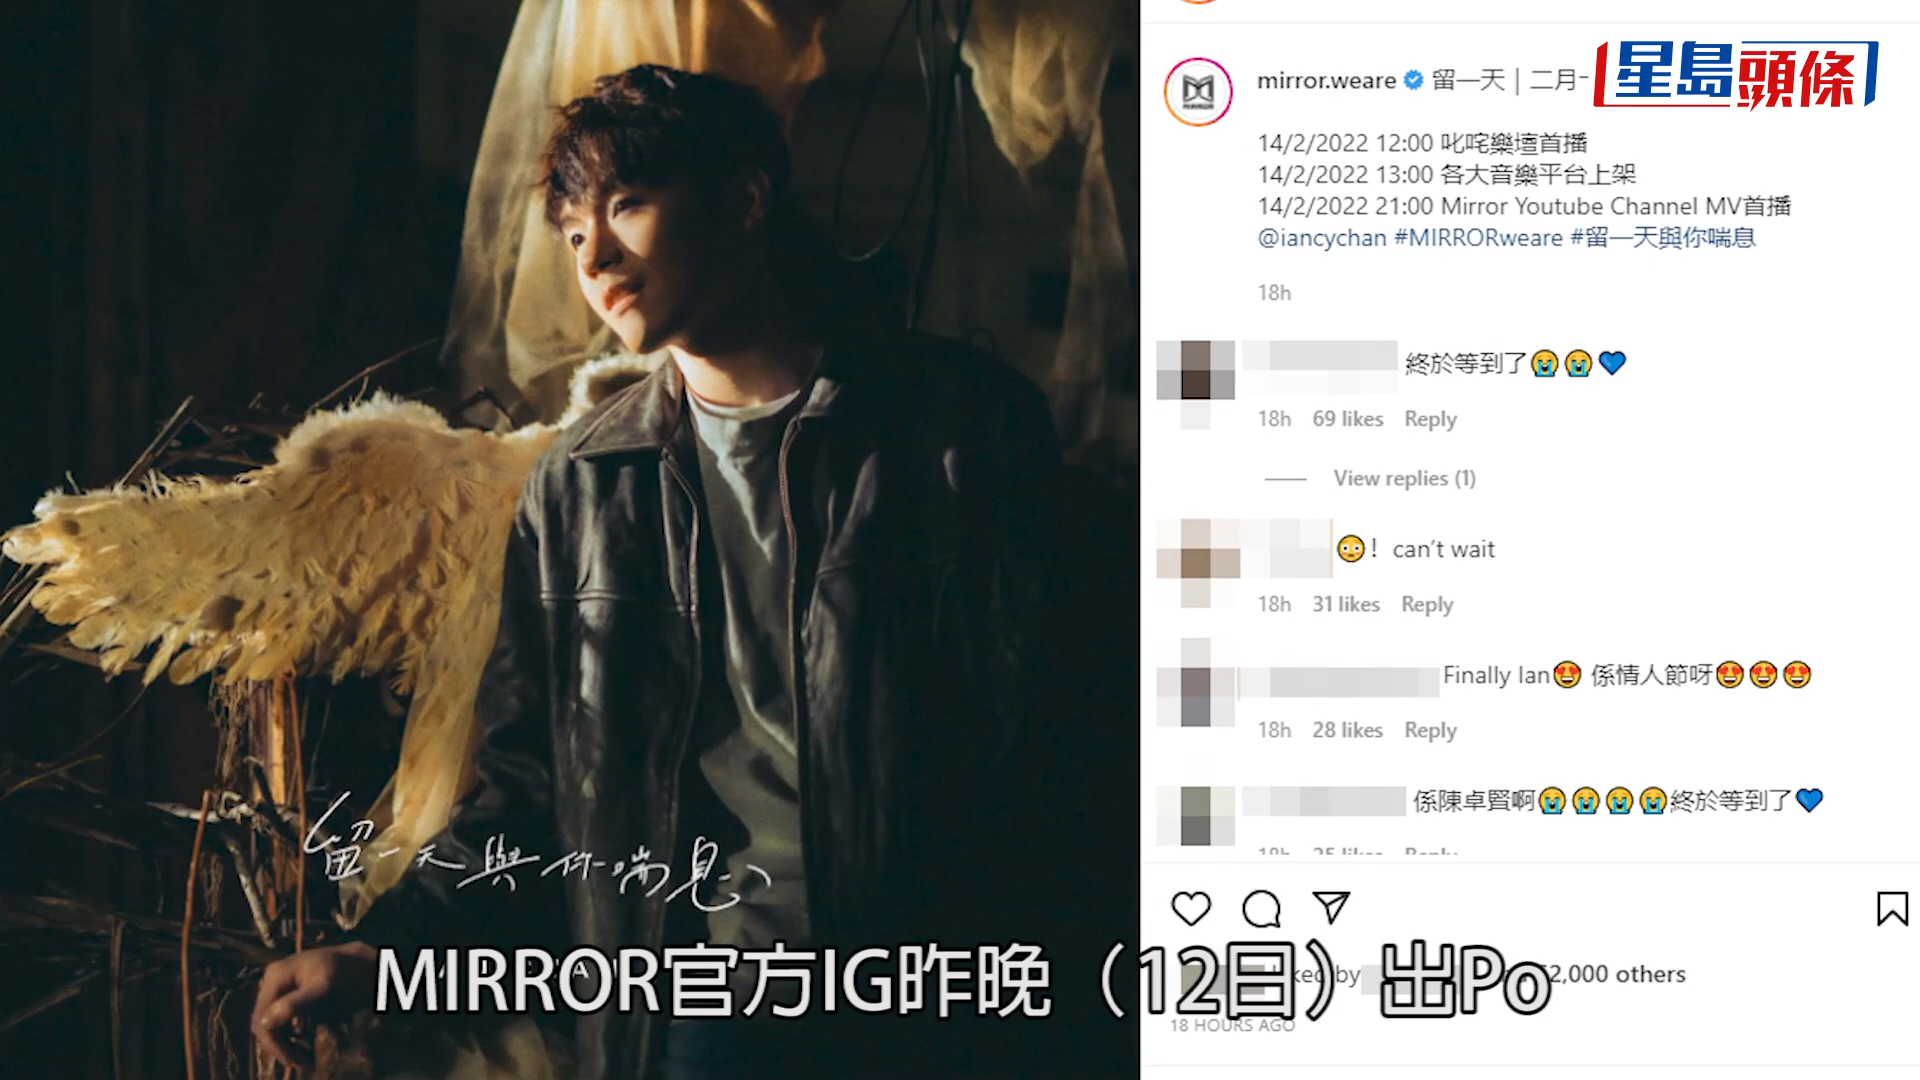 星島頭條
MIRROR
mirror.weare 留一天｜二月一
14/2/2022 12:00 叱咤樂壇首播
14/2/2022 13:00 各大音樂平台上架
14/2/2022 21:00 Mirror Youtube Channel MV首播
@iancychan #MIRRORweare #留一天與你喘息
18h
終於等到了😭😭💙
18h 69 likes Reply
View replies (1)
😳！ can't wait
18h 31 likes Reply
Finally Ian😍 係情人節呀😍😍😍
18h 28 likes Reply
係陳卓賢啊😭😭😭😭終於等到了💙
18h 25 likes Reply
留一天與你喘息
2,000 others
18 HOURS AGO
MIRROR官方IG昨晚（12日）出Po